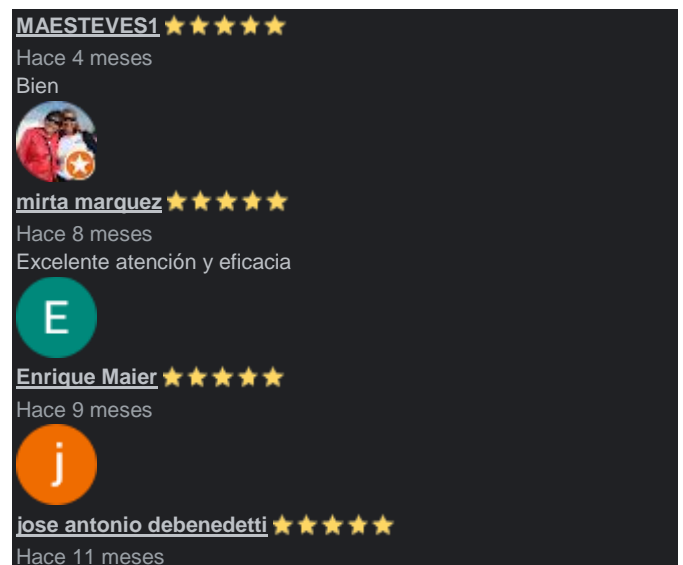 MAESTEVES1
Hace 4 meses
Bien
mirta marquez
Hace 8 meses
Excelente atención y eficacia
E
Enrique Maier
Hace 9 meses
j
jose antonio debenedetti
Hace 11 meses